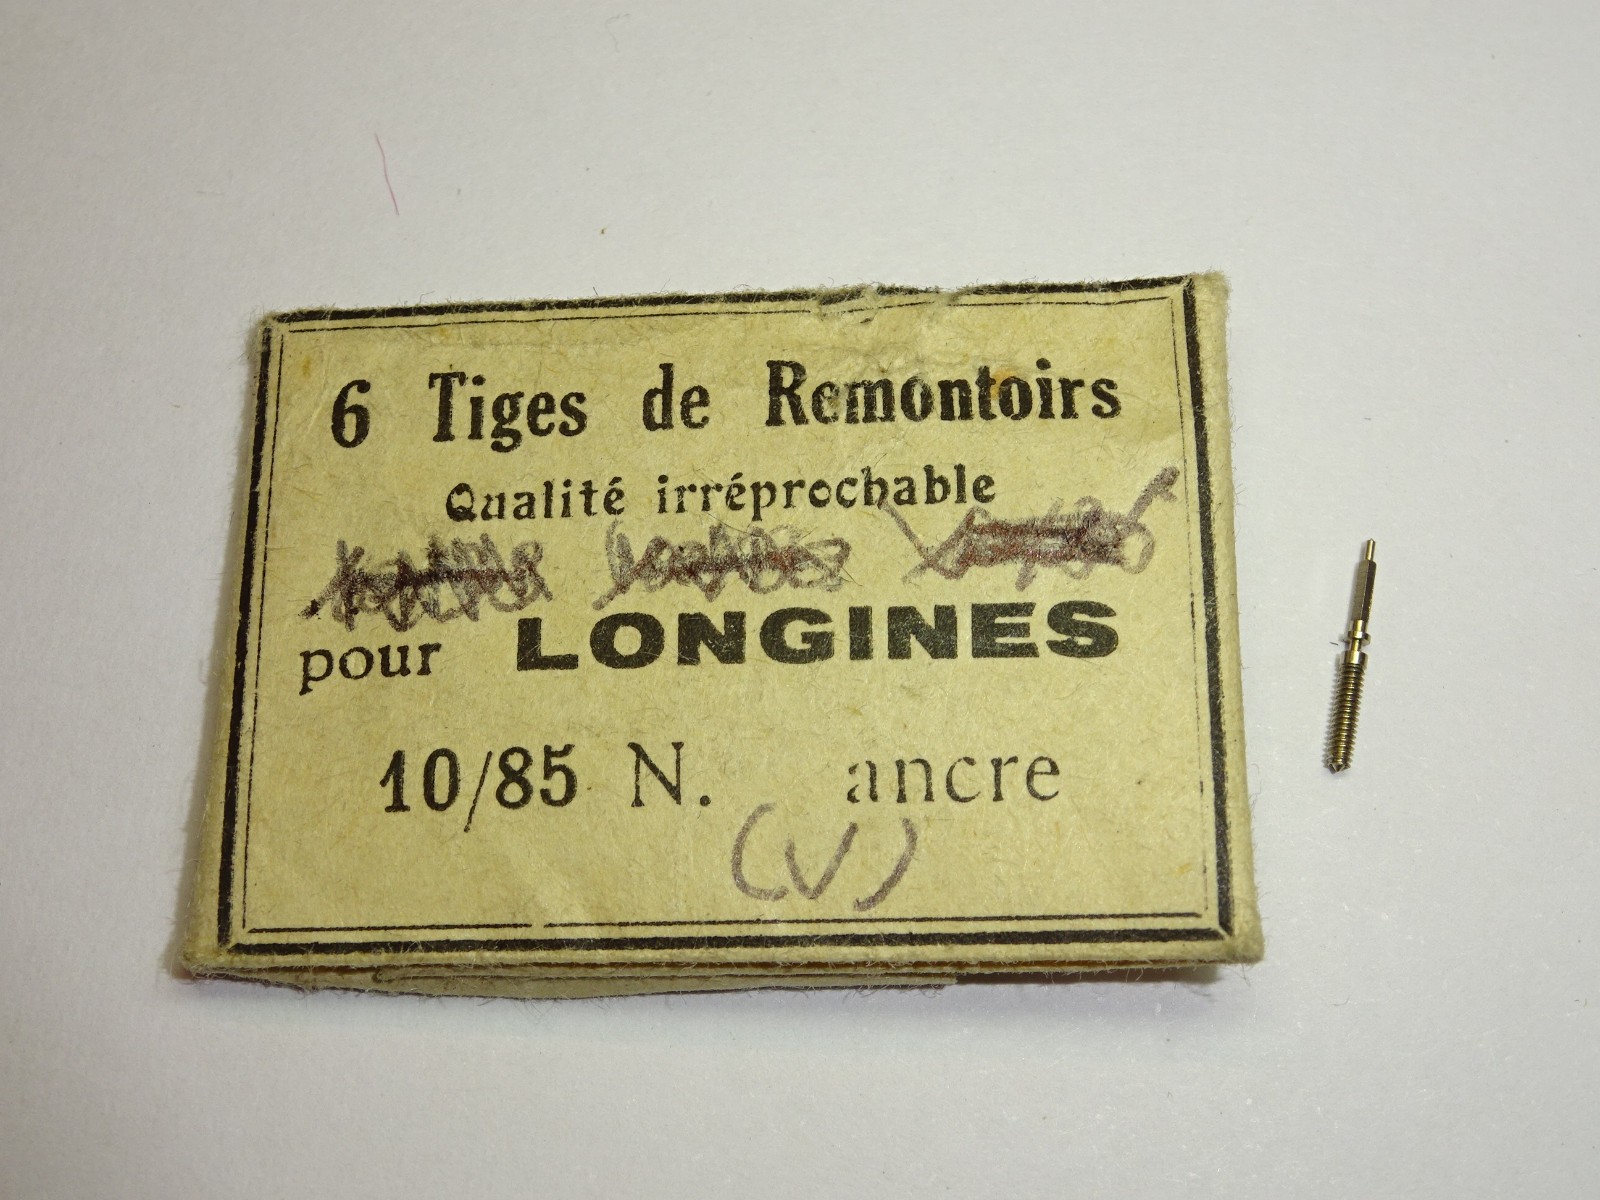 6 Tiges de Remontoirs
Qualité irréprochable
pour LONGINES
10/85 N. ancre
(V)